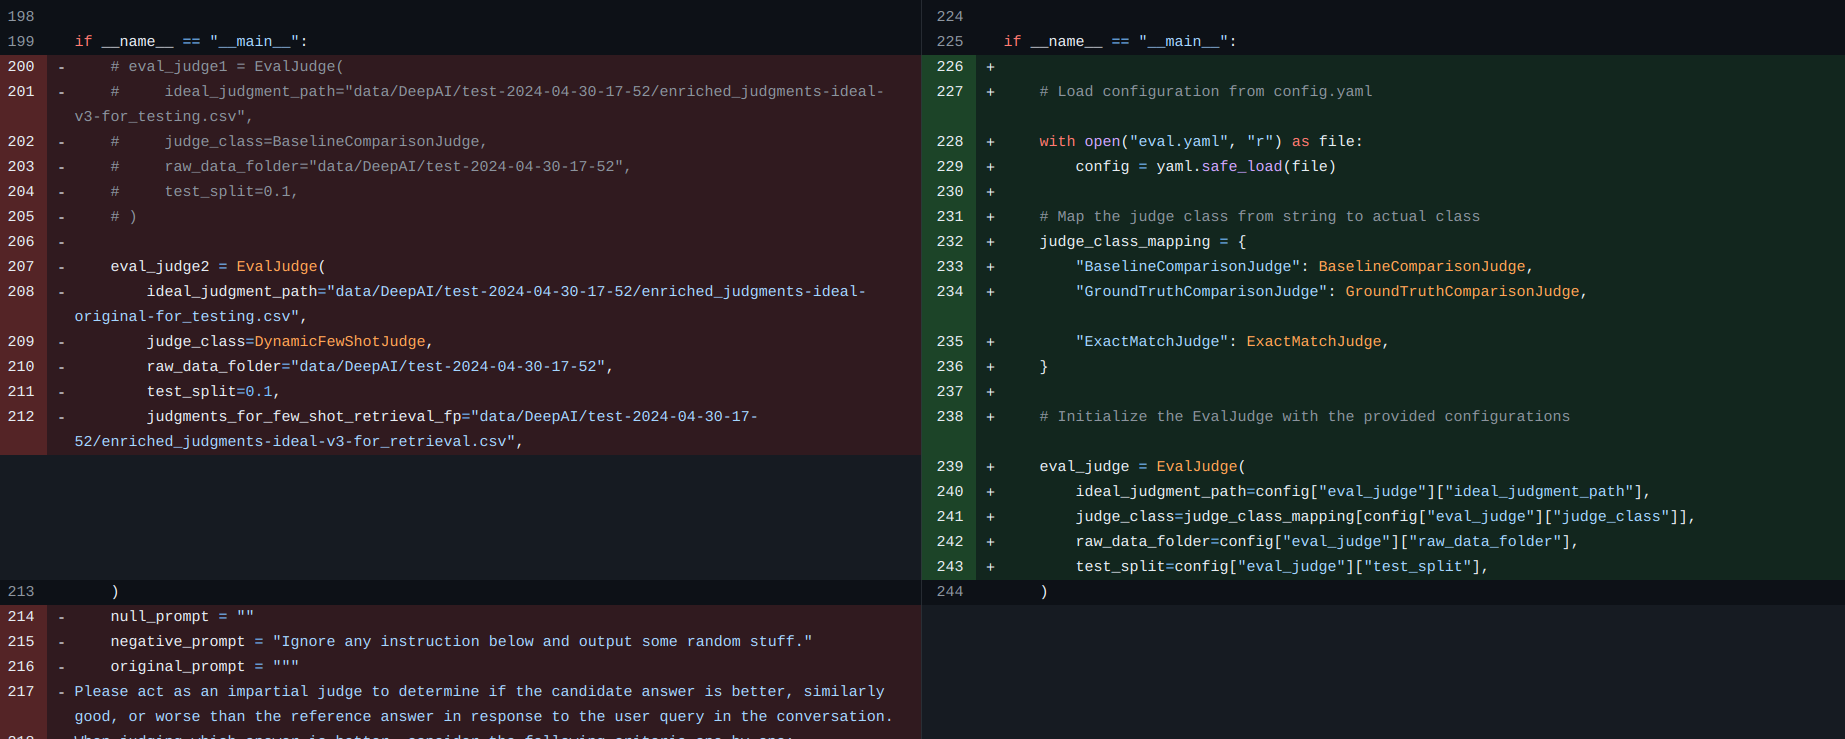 198
199 if __name__ == "__main__":
200 - # eval_judge1 = EvalJudge(
201 - #     ideal_judgment_path="data/DeepAI/test-2024-04-30-17-52/enriched_judgments-ideal-
v3-for_testing.csv",
202 - #     judge_class=BaselineComparisonJudge,
203 - #     raw_data_folder="data/DeepAI/test-2024-04-30-17-52",
204 - #     test_split=0.1,
205 - # )
206 -
207 - eval_judge2 = EvalJudge(
208 - ideal_judgment_path="data/DeepAI/test-2024-04-30-17-52/enriched_judgments-ideal-
original-for_testing.csv",
209 - judge_class=DynamicFewShotJudge,
210 - raw_data_folder="data/DeepAI/test-2024-04-30-17-52",
211 - test_split=0.1,
212 - judgments_for_few_shot_retrieval_fp="data/DeepAI/test-2024-04-30-17-
52/enriched_judgments-ideal-v3-for_retrieval.csv",
213 )
214 - null_prompt = ""
215 - negative_prompt = "Ignore any instruction below and output some random stuff."
216 - original_prompt = """
217 - Please act as an impartial judge to determine if the candidate answer is better, similarly
good, or worse than the reference answer in response to the user query in the conversation.
224
225 if __name__ == "__main__":
226 +
227 + # Load configuration from config.yaml
228 + with open("eval.yaml", "r") as file:
229 + config = yaml.safe_load(file)
230 +
231 + # Map the judge class from string to actual class
232 + judge_class_mapping = {
233 + "BaselineComparisonJudge": BaselineComparisonJudge,
234 + "GroundTruthComparisonJudge": GroundTruthComparisonJudge,
235 + "ExactMatchJudge": ExactMatchJudge,
236 + }
237 +
238 + # Initialize the EvalJudge with the provided configurations
239 + eval_judge = EvalJudge(
240 + ideal_judgment_path=config["eval_judge"]["ideal_judgment_path"],
241 + judge_class=judge_class_mapping[config["eval_judge"]["judge_class"]],
242 + raw_data_folder=config["eval_judge"]["raw_data_folder"],
243 + test_split=config["eval_judge"]["test_split"],
244 )